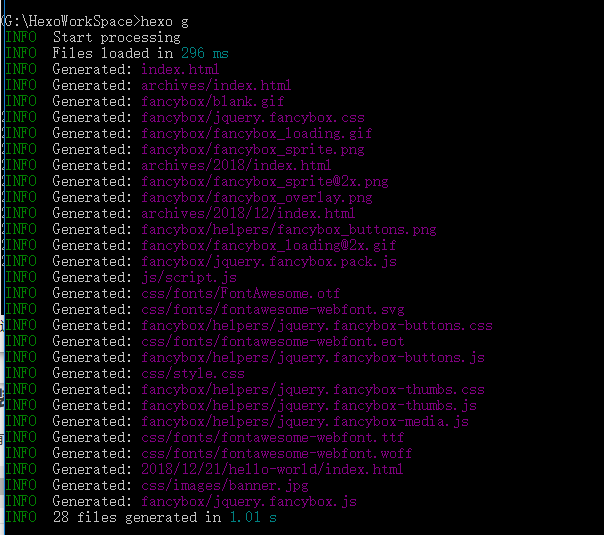 G:\HexoWorkSpace>hexo g
INFO  Start processing
INFO  Files loaded in 296 ms
INFO  Generated: index.html
INFO  Generated: archives/index.html
INFO  Generated: fancybox/blank.gif
INFO  Generated: fancybox/jquery.fancybox.css
INFO  Generated: fancybox/fancybox_loading.gif
INFO  Generated: fancybox/fancybox_sprite.png
INFO  Generated: archives/2018/index.html
INFO  Generated: fancybox/fancybox_sprite@2x.png
INFO  Generated: fancybox/fancybox_overlay.png
INFO  Generated: archives/2018/12/index.html
INFO  Generated: fancybox/helpers/fancybox_buttons.png
INFO  Generated: fancybox/fancybox_loading@2x.gif
INFO  Generated: fancybox/jquery.fancybox.pack.js
INFO  Generated: js/script.js
INFO  Generated: css/fonts/FontAwesome.otf
INFO  Generated: css/fonts/fontawesome-webfont.svg
INFO  Generated: fancybox/helpers/jquery.fancybox-buttons.css
INFO  Generated: css/fonts/fontawesome-webfont.eot
INFO  Generated: fancybox/helpers/jquery.fancybox-buttons.js
INFO  Generated: css/style.css
INFO  Generated: fancybox/helpers/jquery.fancybox-thumbs.css
INFO  Generated: fancybox/helpers/jquery.fancybox-thumbs.js
INFO  Generated: fancybox/helpers/jquery.fancybox-media.js
INFO  Generated: css/fonts/fontawesome-webfont.ttf
INFO  Generated: css/fonts/fontawesome-webfont.woff
INFO  Generated: 2018/12/21/hello-world/index.html
INFO  Generated: css/images/banner.jpg
INFO  Generated: fancybox/jquery.fancybox.js
INFO  28 files generated in 1.01 s